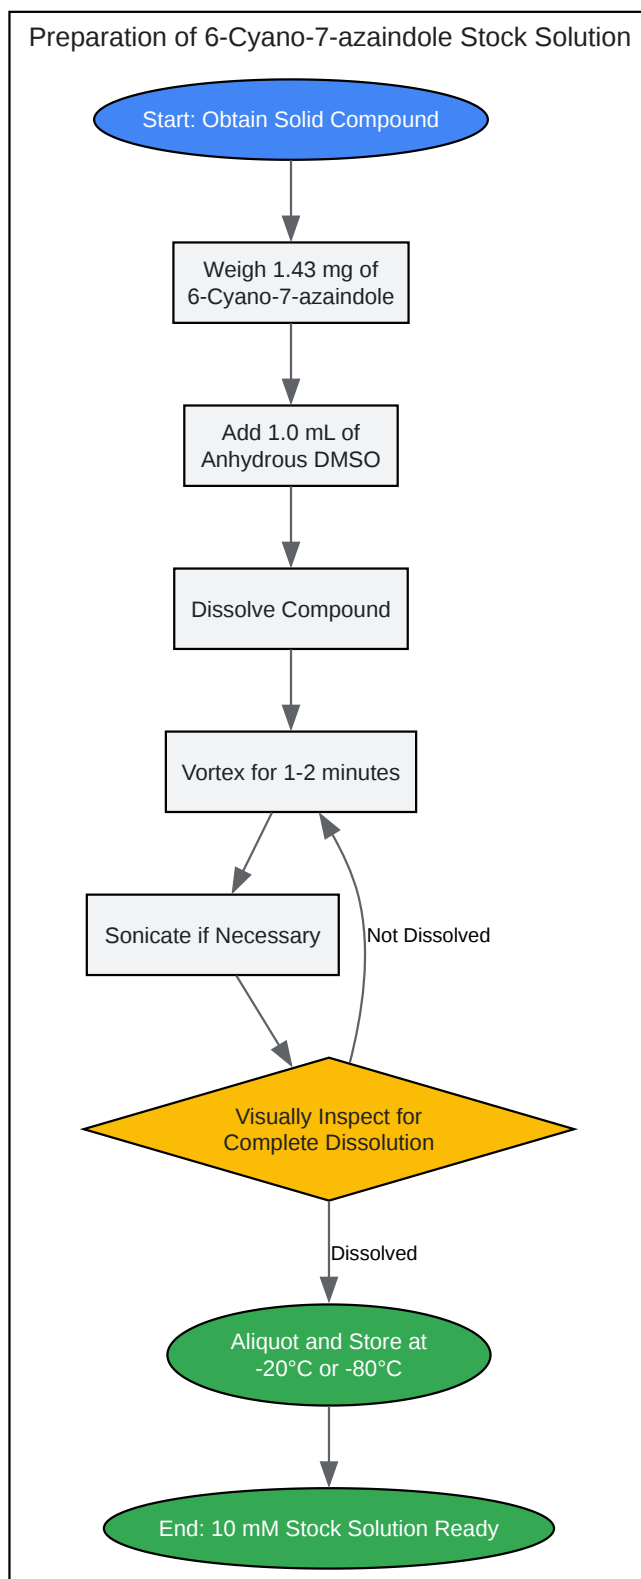 Preparation of 6-Cyano-7-azaindole Stock Solution
Start: Obtain Solid Compound
Weigh 1.43 mg of
6-Cyano-7-azaindole
Add 1.0 mL of
Anhydrous DMSO
Dissolve Compound
Vortex for 1-2 minutes
Sonicate if Necessary
Not Dissolved
Visually Inspect for
Complete Dissolution
Dissolved
Aliquot and Store at
-20°C or -80°C
End: 10 mM Stock Solution Ready